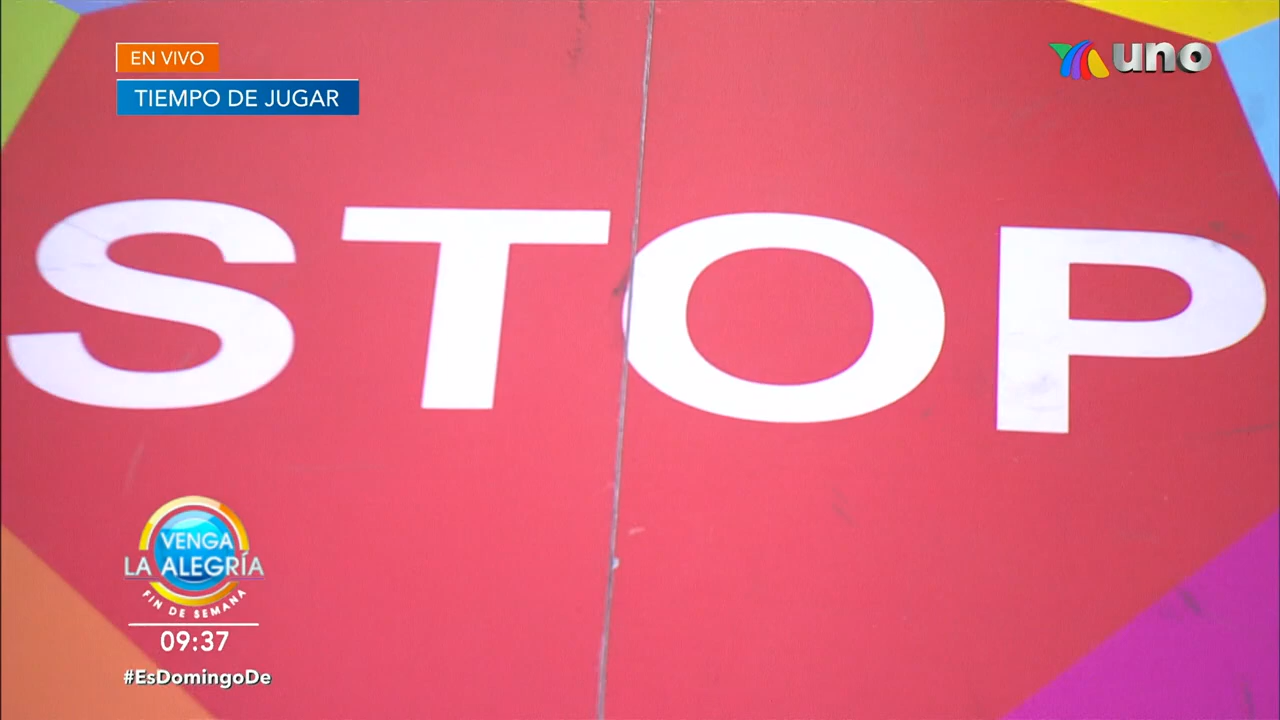 EN VIVO
uno
TIEMPO DE JUGAR
STOP
VENGA
LA ALEGRÍA
FIN DE SEMANA
09:37
#EsDomingoDe